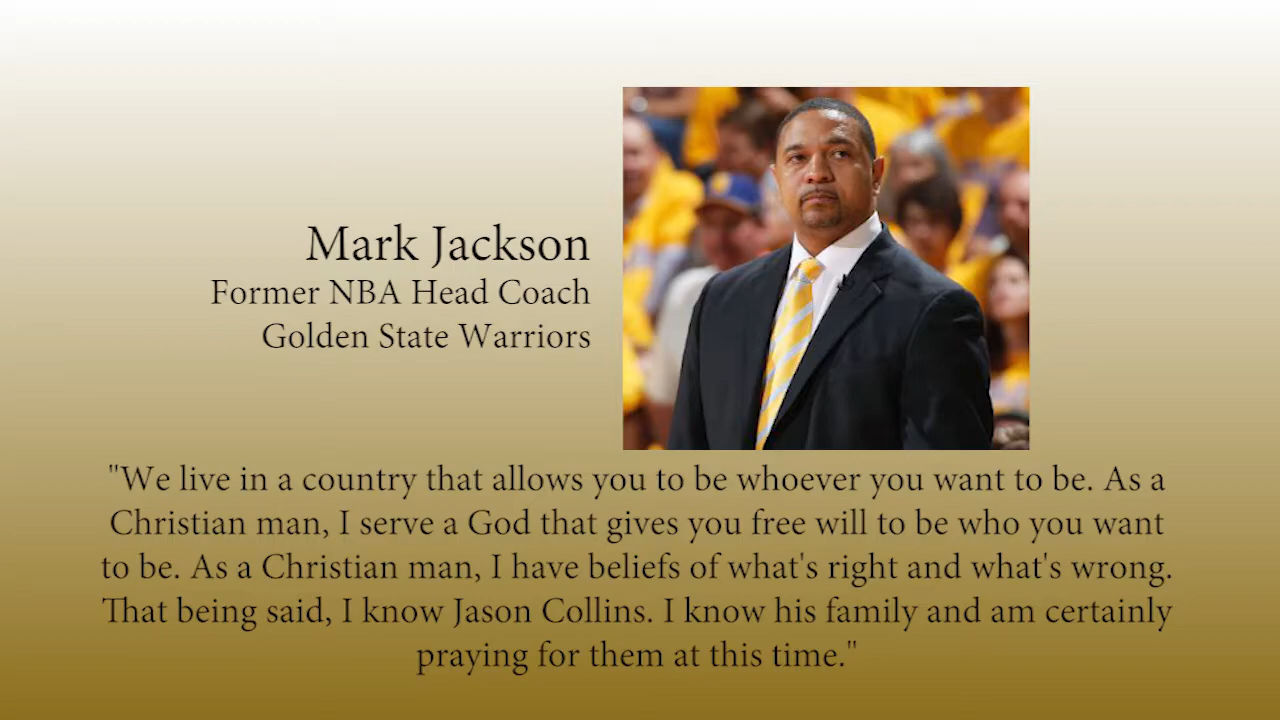 Mark Jackson
Former NBA Head Coach
Golden State Warriors
"We live in a country that allows you to be whoever you want to be. As a
Christian man, I serve a God that gives you free will to be who you want
to be. As a Christian man, I have beliefs of what's right and what's wrong.
That being said, I know Jason Collins. I know his family and am certainly
praying for them at this time."